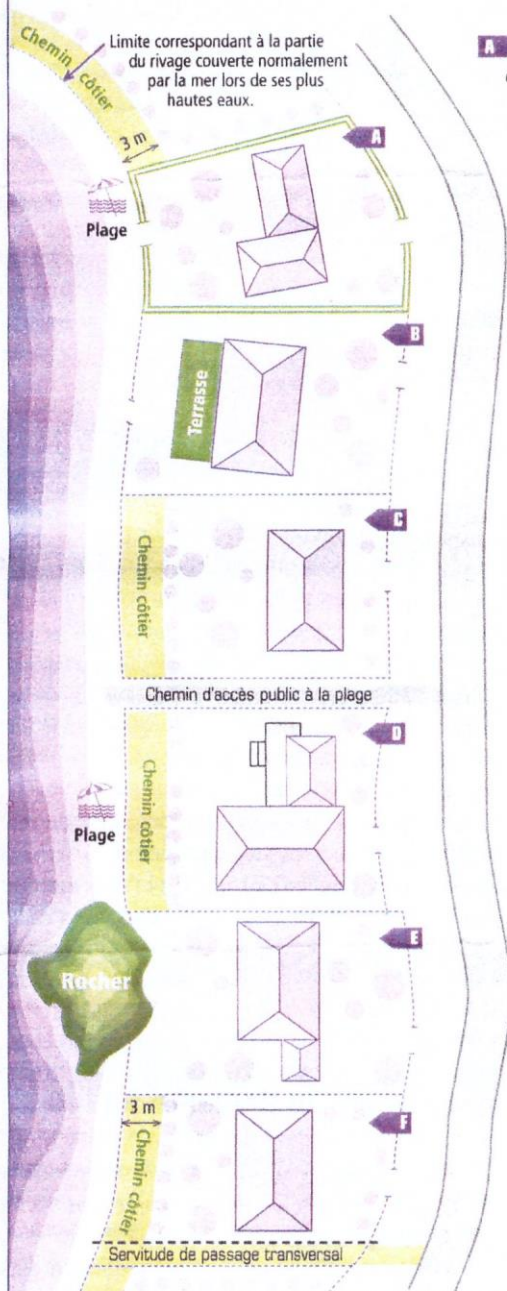 Chemin côtier
Limite correspondant à la partie
du rivage couverte normalement
par la mer lors de ses plus
hautes eaux.
A
3 m
A
Plage
B
Terrasse
C
Chemin côtier
Chemin d'accès public à la plage
D
Chemin côtier
Plage
E
Rocher
3 m
F
Chemin côtier
Servitude de passage transversal